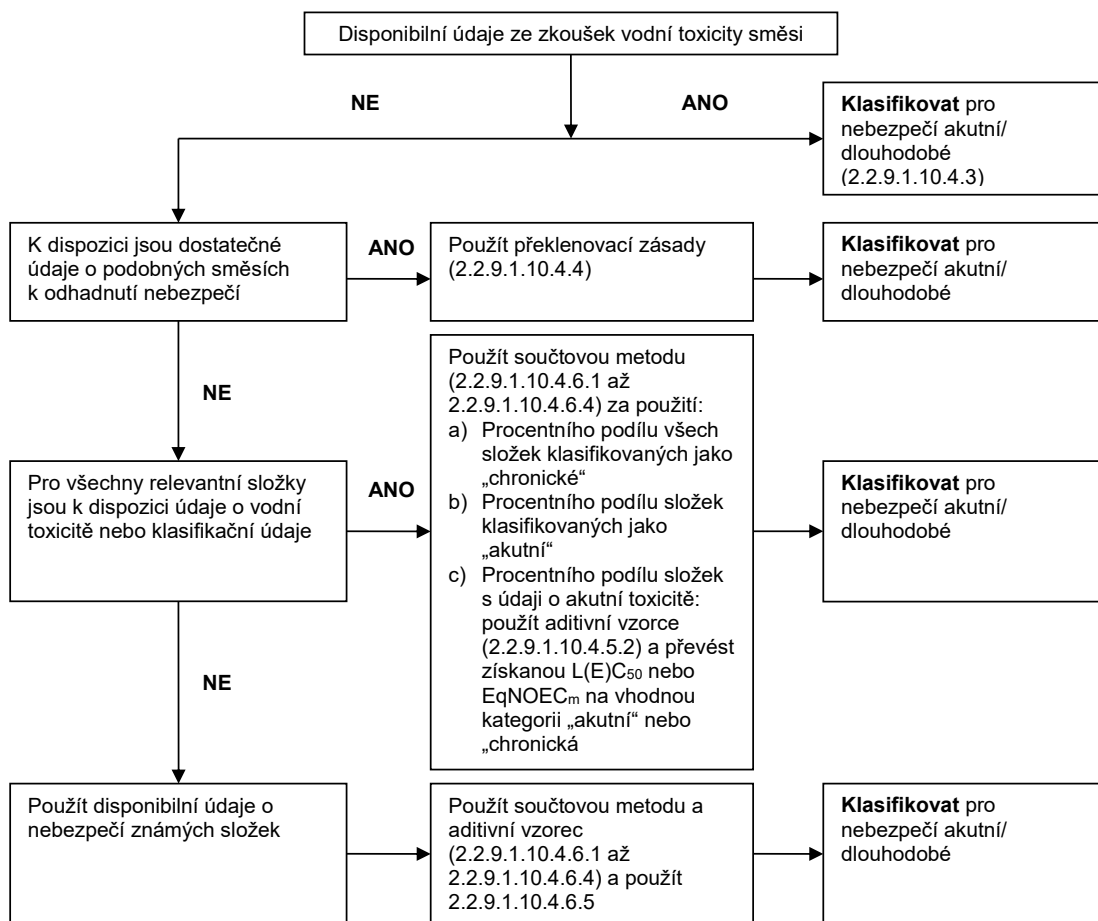 Disponibilní údaje ze zkoušek vodní toxicity směsi
NE
ANO
Klasifikovat pro
nebezpečí akutní/
dlouhodobé
(2.2.9.1.10.4.3)
K dispozici jsou dostatečné
údaje o podobných směsích
k odhadnutí nebezpečí
ANO
Použít překlenovací zásady
(2.2.9.1.10.4.4)
Klasifikovat pro
nebezpečí akutní/
dlouhodobé
NE
Pro všechny relevantní složky
jsou k dispozici údaje o vodní
toxicitě nebo klasifikační údaje
ANO
Použít součtovou metodu
(2.2.9.1.10.4.6.1 až
2.2.9.1.10.4.6.4) za použití:
a) Procentního podílu všech
složek klasifikovaných jako
„chronické“
b) Procentního podílu složek
klasifikovaných jako
„akutní“
c) Procentního podílu složek
s údaji o akutní toxicitě:
použít aditivní vzorce
(2.2.9.1.10.4.5.2) a převést
získanou L(E)C₅₀ nebo
EqNOECₘ na vhodnou
kategorii „akutní“ nebo
„chronická
Klasifikovat pro
nebezpečí akutní/
dlouhodobé
NE
Použít disponibilní údaje o
nebezpečí známých složek
Použít součtovou metodu a
aditivní vzorec
(2.2.9.1.10.4.6.1 až
2.2.9.1.10.4.6.4) a použít
2.2.9.1.10.4.6.5
Klasifikovat pro
nebezpečí akutní/
dlouhodobé